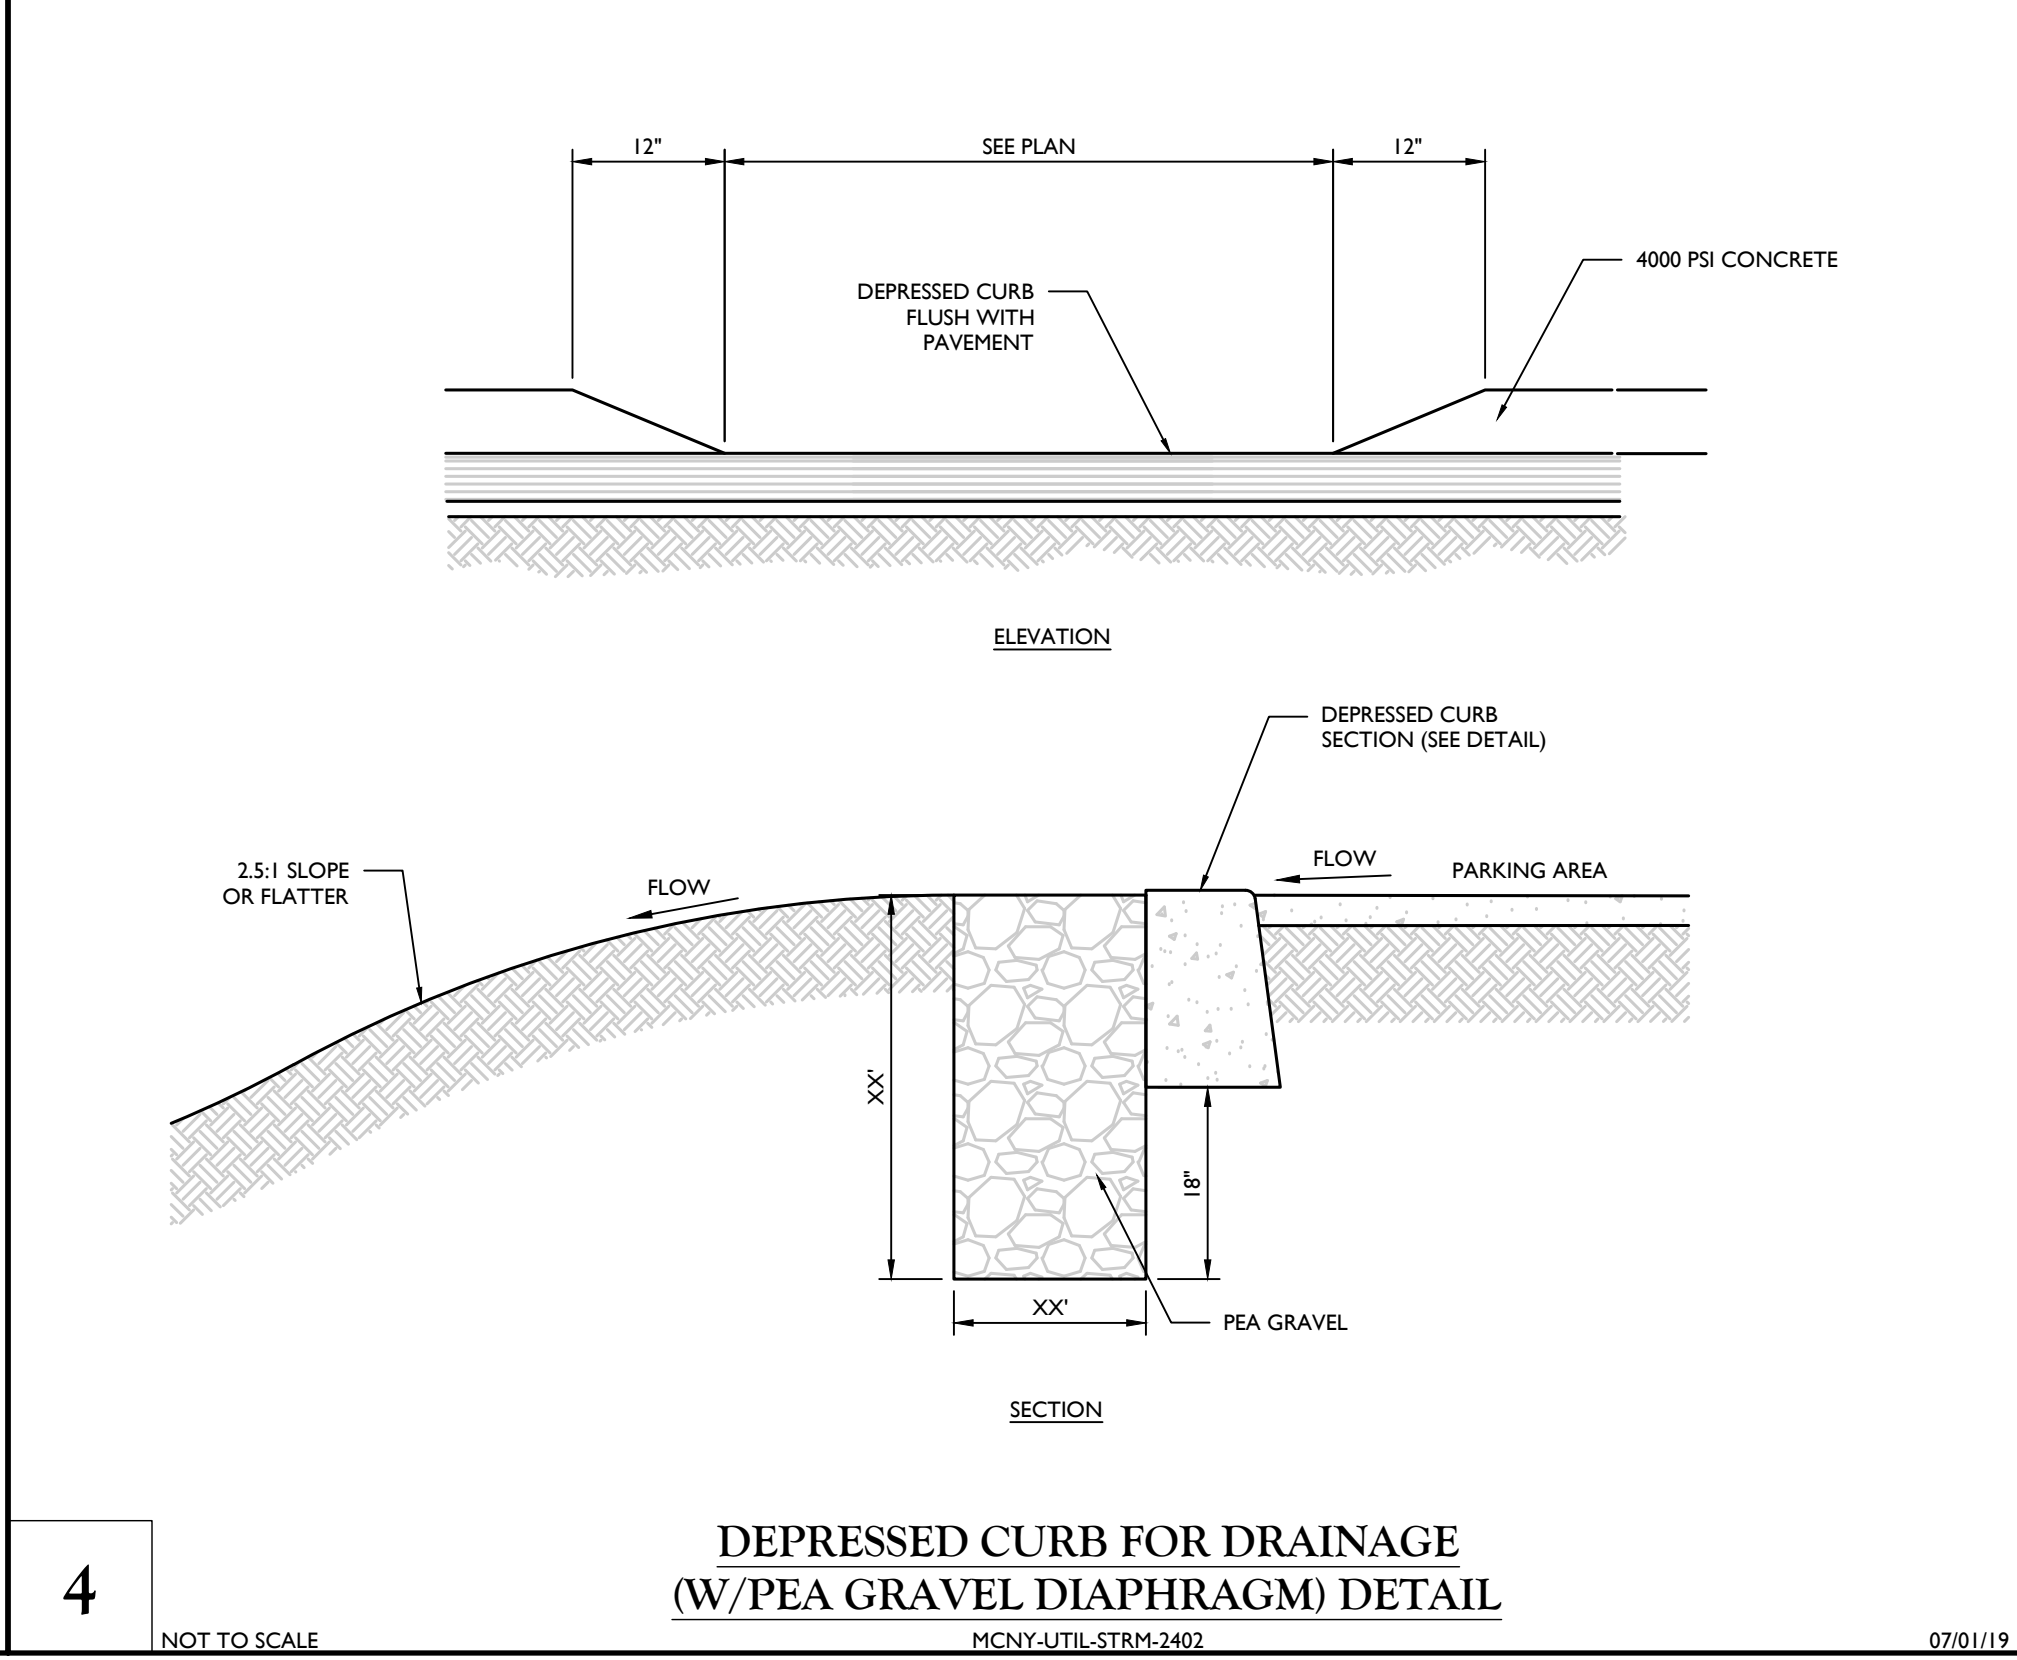 12"
SEE PLAN
12"
4000 PSI CONCRETE
DEPRESSED CURB
FLUSH WITH
PAVEMENT
ELEVATION
DEPRESSED CURB
SECTION (SEE DETAIL)
2.5:1 SLOPE
OR FLATTER
FLOW
FLOW
PARKING AREA
XX'
18"
XX'
PEA GRAVEL
SECTION
DEPRESSED CURB FOR DRAINAGE
(W/PEA GRAVEL DIAPHRAGM) DETAIL
4
NOT TO SCALE
MCNY-UTIL-STRM-2402
07/01/19